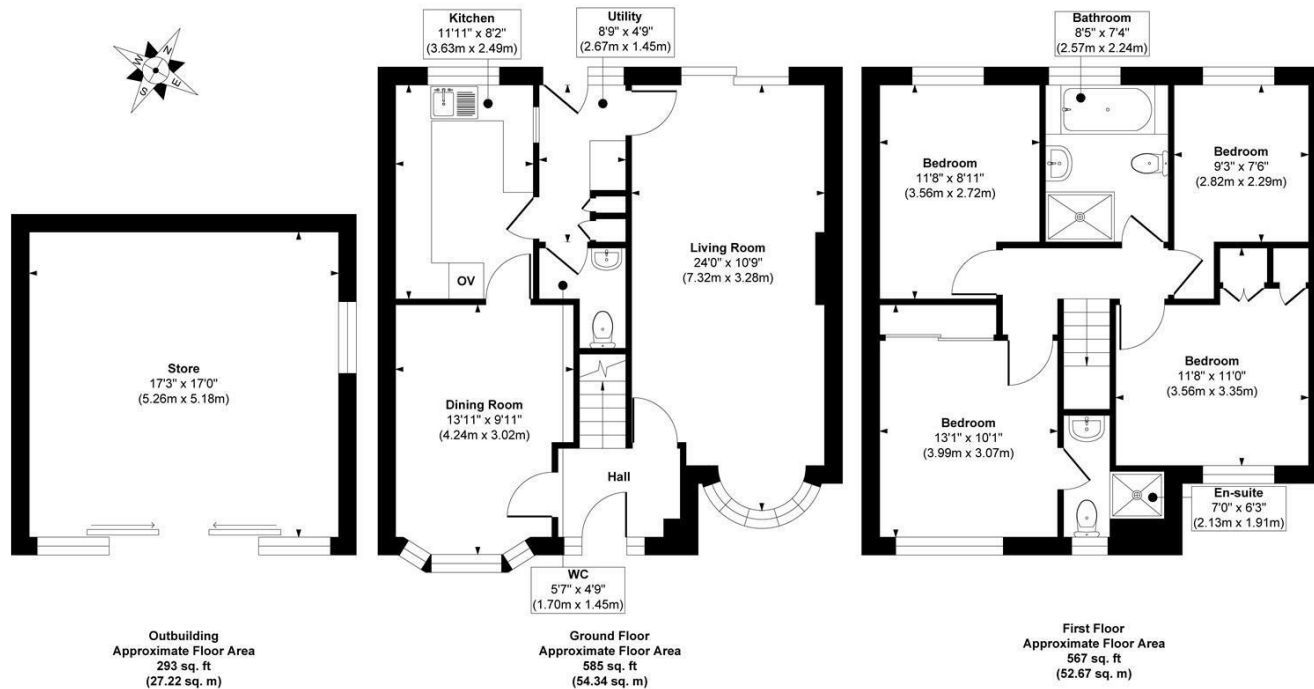 N
E
S
W
Kitchen
11'11" x 8'2"
(3.63m x 2.49m)
Utility
8'9" x 4'9"
(2.67m x 1.45m)
Bathroom
8'5" x 7'4"
(2.57m x 2.24m)
Bedroom
11'8" x 8'11"
(3.56m x 2.72m)
Bedroom
9'3" x 7'6"
(2.82m x 2.29m)
Living Room
24'0" x 10'9"
(7.32m x 3.28m)
OV
Store
17'3" x 17'0"
(5.26m x 5.18m)
Dining Room
13'11" x 9'11"
(4.24m x 3.02m)
Bedroom
11'8" x 11'0"
(3.56m x 3.35m)
Bedroom
13'1" x 10'1"
(3.99m x 3.07m)
Hall
En-suite
7'0" x 6'3"
(2.13m x 1.91m)
WC
5'7" x 4'9"
(1.70m x 1.45m)
Outbuilding
Approximate Floor Area
293 sq. ft
(27.22 sq. m)
Ground Floor
Approximate Floor Area
585 sq. ft
(54.34 sq. m)
First Floor
Approximate Floor Area
567 sq. ft
(52.67 sq. m)